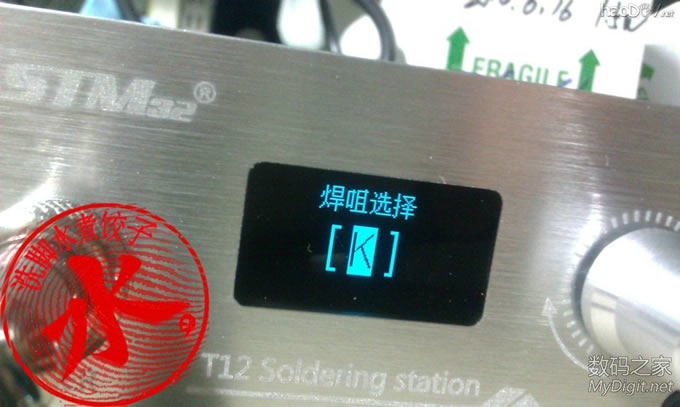 FRAGILE
STM32®
焊咀选择
[K]
洗脚水煮饺子
水
T12 Soldering station
数码之家
MyDigit.net